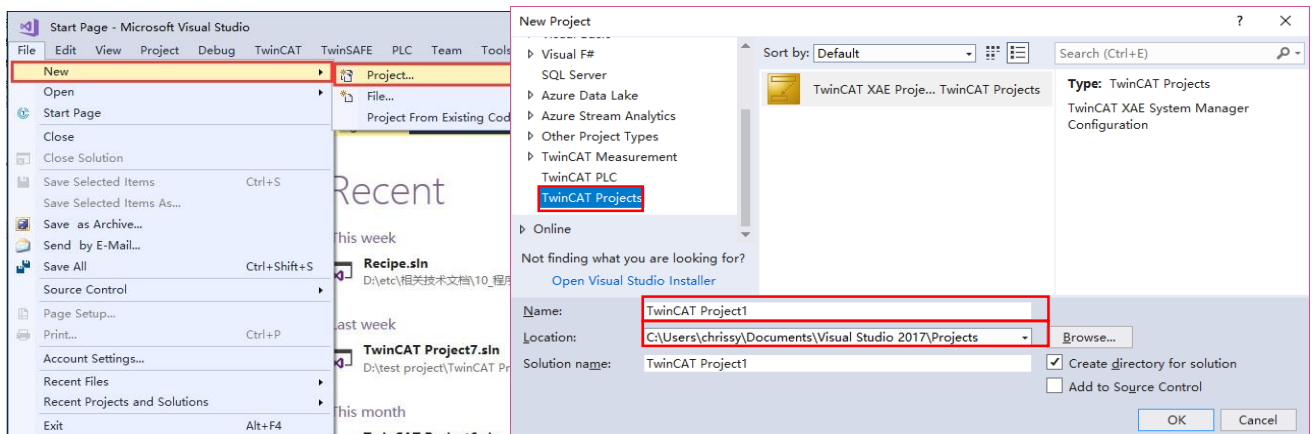 Start Page - Microsoft Visual Studio
File Edit View Project Debug TwinCAT TwinSAFE PLC Team Tools
New
Open
Start Page
Close
Close Solution
Save Selected Items Ctrl+S
Save Selected Items As...
Save as Archive...
Send by E-Mail...
Save All Ctrl+Shift+S
Source Control
Page Setup...
Print... Ctrl+P
Account Settings...
Recent Files
Recent Projects and Solutions
Exit Alt+F4
Project...
File...
Project From Existing Cod
Recent
This week
Recipe.sln
D:\etc\相关技术文档\10_程序
Last week
TwinCAT Project7.sln
D:\test project\TwinCAT Pr
This month
New Project
Visual F#
SQL Server
Azure Data Lake
Azure Stream Analytics
Other Project Types
TwinCAT Measurement
TwinCAT PLC
TwinCAT Projects
Online
Not finding what you are looking for?
Open Visual Studio Installer
Sort by: Default
TwinCAT XAE Proje... TwinCAT Projects
Search (Ctrl+E)
Type: TwinCAT Projects
TwinCAT XAE System Manager
Configuration
Name: TwinCAT Project1
Location: C:\Users\chrissy\Documents\Visual Studio 2017\Projects Browse...
Solution name: TwinCAT Project1
Create directory for solution
Add to Source Control
OK Cancel